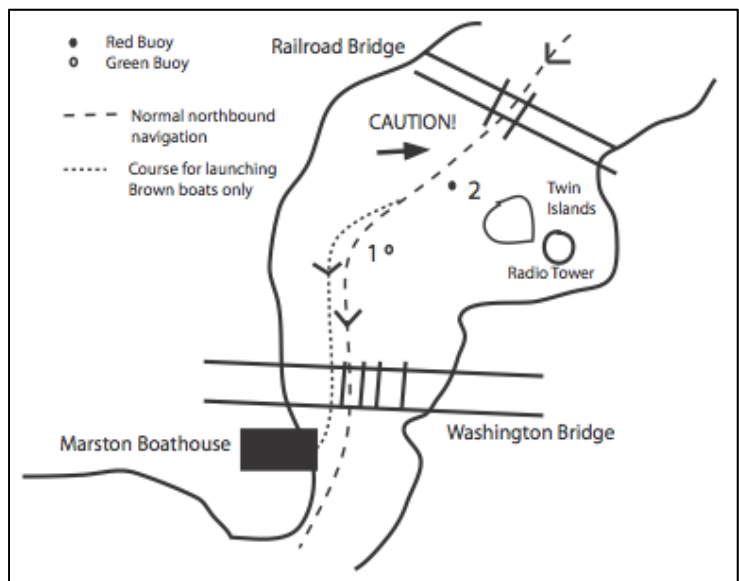 Red Buoy
Green Buoy
Railroad Bridge
Normal northbound
navigation
CAUTION!
Course for launching
Brown boats only
2
Twin
Islands
1
Radio Tower
Marston Boathouse
Washington Bridge